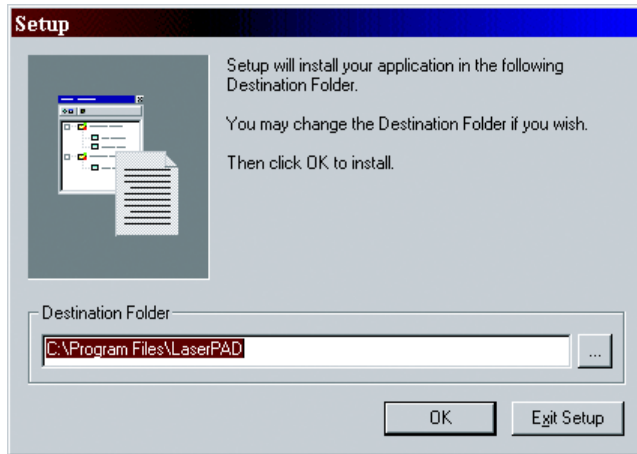 Setup
Setup will install your application in the following
Destination Folder.
You may change the Destination Folder if you wish.
Then click OK to install.
Destination Folder
C:\Program Files\LaserPAD
...
OK
Exit Setup